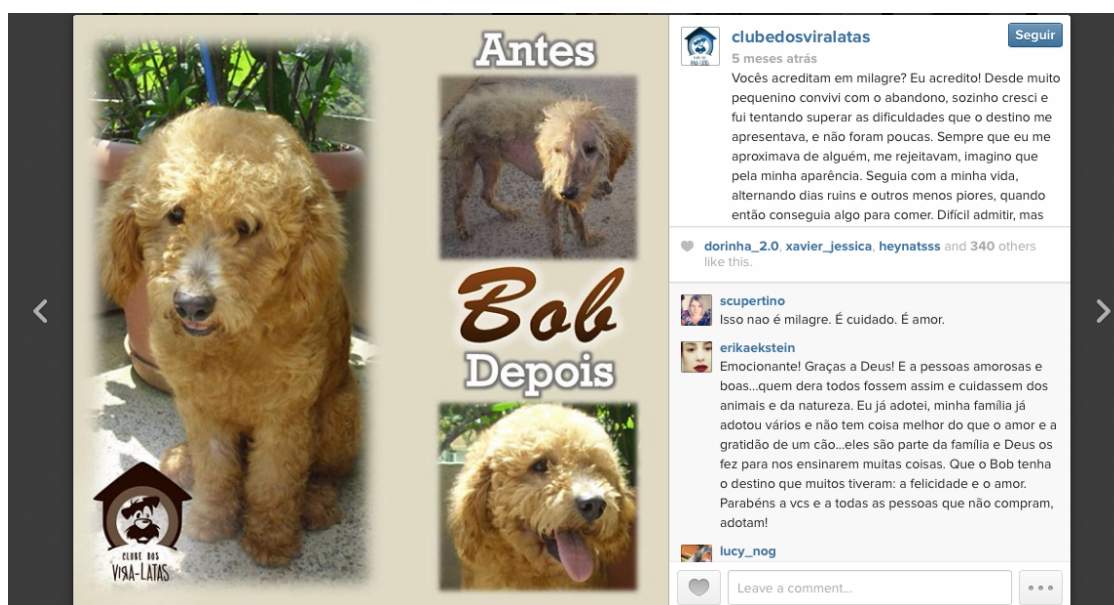 Antes
Bob
Depois
CLUBE DOS
VIRA-LATAS
clubedosviralatas
Seguir
5 meses atrás
Vocês acreditam em milagre? Eu acredito! Desde muito
pequenino convivi com o abandono, sozinho cresci e
fui tentando superar as dificuldades que o destino me
apresentava, e não foram poucas. Sempre que eu me
aproximava de alguém, me rejeitavam, imagino que
pela minha aparência. Seguia com a minha vida,
alternando dias ruins e outros menos piores, quando
então conseguia algo para comer. Difícil admitir, mas
dorinha_2.0, xavier_jessica, heynatsss and 340 others
like this.
scupertino
Isso nao é milagre. É cuidado. É amor.
erikaekstein
Emocionante! Graças a Deus! E a pessoas amorosas e
boas...quem dera todos fossem assim e cuidassem dos
animais e da natureza. Eu já adotei, minha família já
adotou vários e não tem coisa melhor do que o amor e a
gratidão de um cão...eles são parte da família e Deus os
fez para nos ensinarem muitas coisas. Que o Bob tenha
o destino que muitos tiveram: a felicidade e o amor.
Parabéns a vcs e a todas as pessoas que não compram,
adotam!
lucy_nog
Leave a comment...